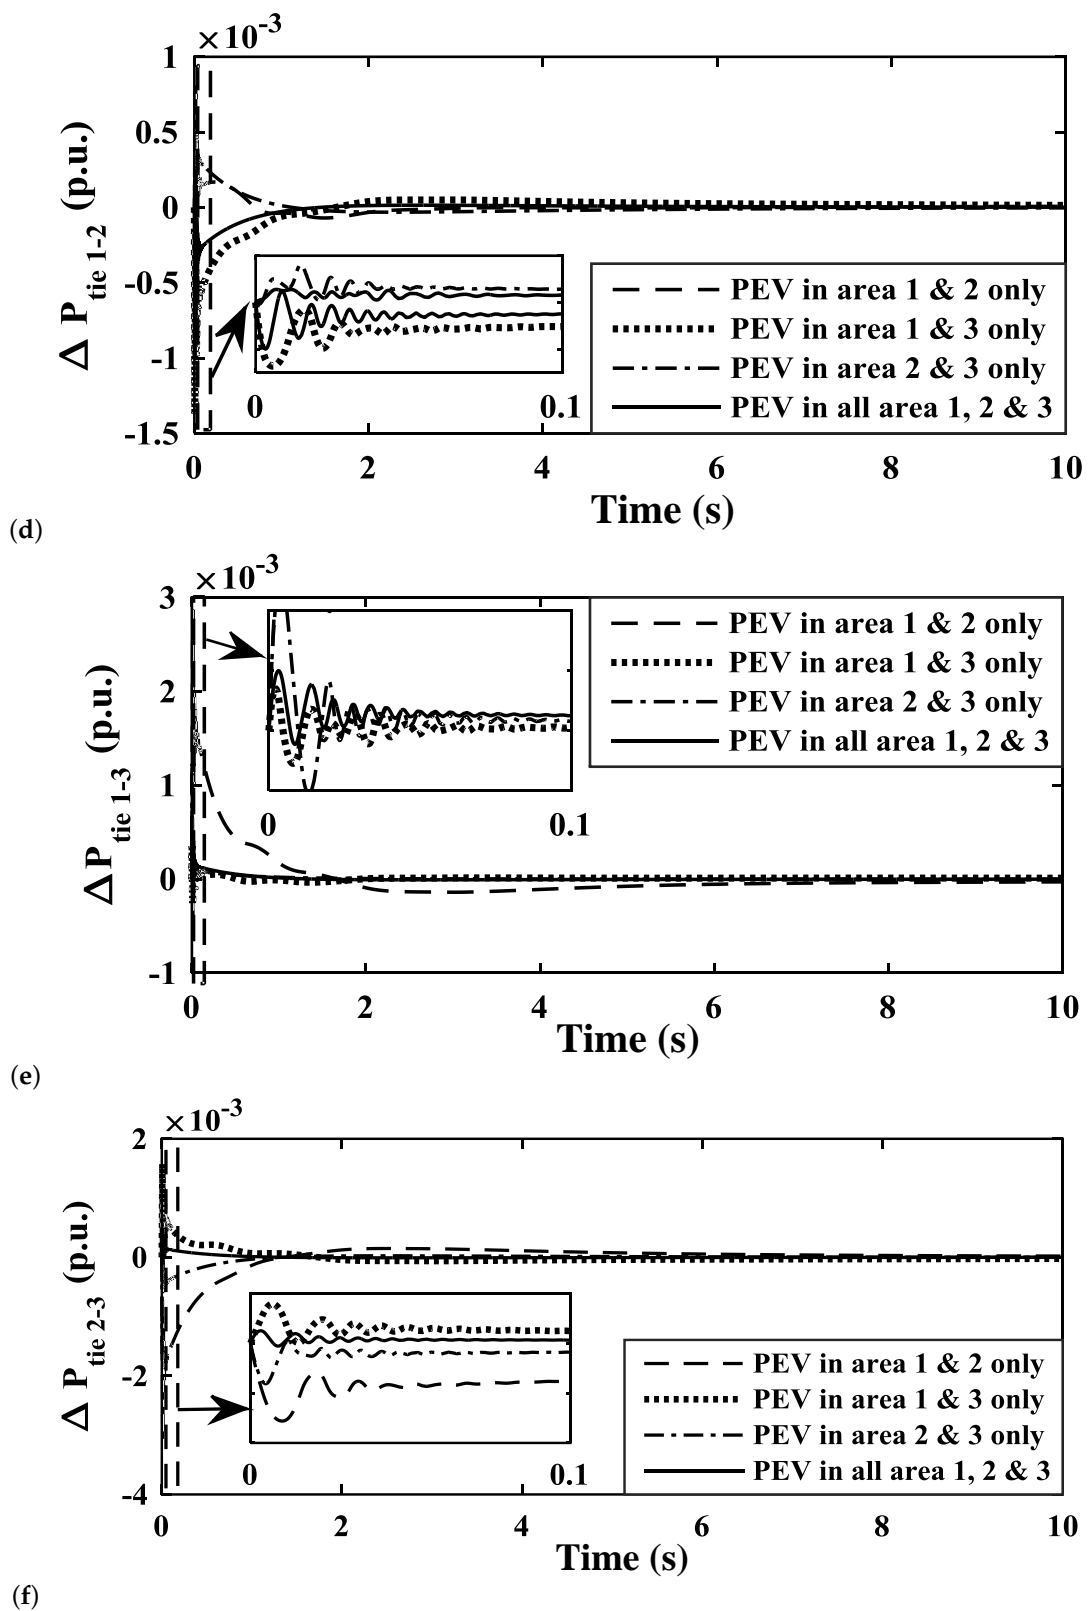 ×10-3
1
0.5
0
-0.5
-1
-1.5
Δ P tie 1-2 (p.u.)
0 0.1
PEV in area 1 & 2 only
PEV in area 1 & 3 only
PEV in area 2 & 3 only
PEV in all area 1, 2 & 3
0 2 4 6 8 10
Time (s)
(d)
×10-3
3
2
1
0
-1
ΔP tie 1-3 (p.u.)
0 0.1
PEV in area 1 & 2 only
PEV in area 1 & 3 only
PEV in area 2 & 3 only
PEV in all area 1, 2 & 3
0 2 4 6 8 10
Time (s)
(e)
×10-3
2
0
-2
-4
Δ P tie 2-3 (p.u.)
0 0.1
PEV in area 1 & 2 only
PEV in area 1 & 3 only
PEV in area 2 & 3 only
PEV in all area 1, 2 & 3
0 2 4 6 8 10
Time (s)
(f)